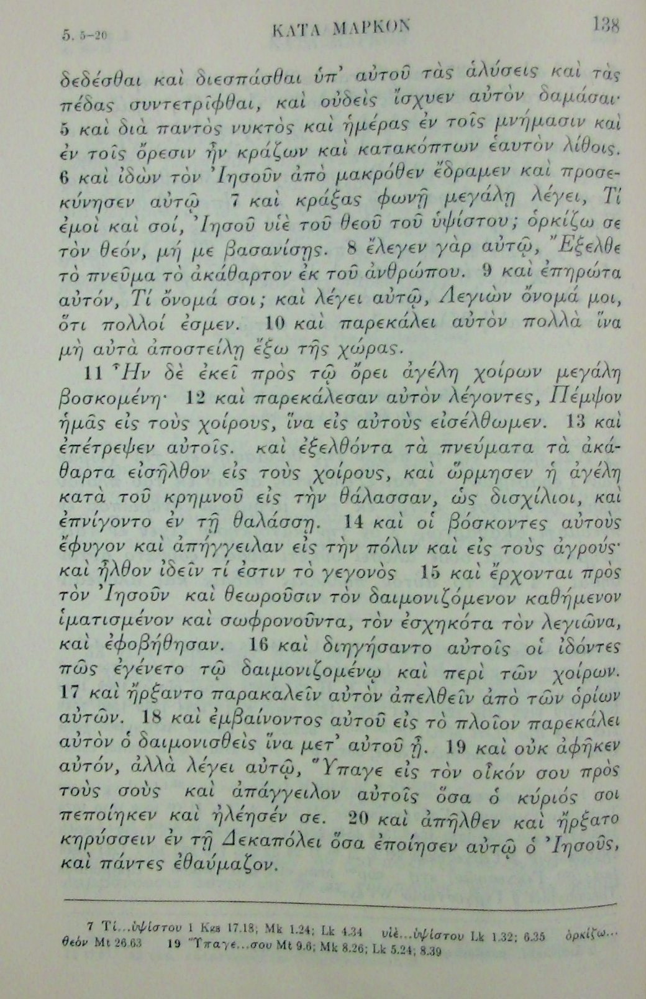 5. 5–20 ΚΑΤΑ ΜΑΡΚΟΝ 138
δεδέσθαι καὶ διεσπάσθαι ὑπ’ αὐτοῦ τὰς ἁλύσεις καὶ τὰς
πέδας συντετρῖφθαι, καὶ οὐδεὶς ἴσχυεν αὐτὸν δαμάσαι·
5 καὶ διὰ παντὸς νυκτὸς καὶ ἡμέρας ἐν τοῖς μνήμασιν καὶ
ἐν τοῖς ὄρεσιν ἦν κράζων καὶ κατακόπτων ἑαυτὸν λίθοις.
6 καὶ ἰδὼν τὸν Ἰησοῦν ἀπὸ μακρόθεν ἔδραμεν καὶ προσε-
κύνησεν αὐτῷ 7 καὶ κράξας φωνῇ μεγάλῃ λέγει, Τί
ἐμοὶ καὶ σοί, Ἰησοῦ υἱὲ τοῦ θεοῦ τοῦ ὑψίστου; ὁρκίζω σε
τὸν θεόν, μή με βασανίσῃς. 8 ἔλεγεν γὰρ αὐτῷ, Ἔξελθε
τὸ πνεῦμα τὸ ἀκάθαρτον ἐκ τοῦ ἀνθρώπου. 9 καὶ ἐπηρώτα
αὐτόν, Τί ὄνομά σοι; καὶ λέγει αὐτῷ, Λεγιὼν ὄνομά μοι,
ὅτι πολλοί ἐσμεν. 10 καὶ παρεκάλει αὐτὸν πολλὰ ἵνα
μὴ αὐτὰ ἀποστείλῃ ἔξω τῆς χώρας.
11 Ἦν δὲ ἐκεῖ πρὸς τῷ ὄρει ἀγέλη χοίρων μεγάλη
βοσκομένη· 12 καὶ παρεκάλεσαν αὐτὸν λέγοντες, Πέμψον
ἡμᾶς εἰς τοὺς χοίρους, ἵνα εἰς αὐτοὺς εἰσέλθωμεν. 13 καὶ
ἐπέτρεψεν αὐτοῖς. καὶ ἐξελθόντα τὰ πνεύματα τὰ ἀκά-
θαρτα εἰσῆλθον εἰς τοὺς χοίρους, καὶ ὥρμησεν ἡ ἀγέλη
κατὰ τοῦ κρημνοῦ εἰς τὴν θάλασσαν, ὡς δισχίλιοι, καὶ
ἐπνίγοντο ἐν τῇ θαλάσσῃ. 14 καὶ οἱ βόσκοντες αὐτοὺς
ἔφυγον καὶ ἀπήγγειλαν εἰς τὴν πόλιν καὶ εἰς τοὺς ἀγρούς·
καὶ ἦλθον ἰδεῖν τί ἐστιν τὸ γεγονὸς 15 καὶ ἔρχονται πρὸς
τὸν Ἰησοῦν καὶ θεωροῦσιν τὸν δαιμονιζόμενον καθήμενον
ἱματισμένον καὶ σωφρονοῦντα, τὸν ἐσχηκότα τὸν λεγιῶνα,
καὶ ἐφοβήθησαν. 16 καὶ διηγήσαντο αὐτοῖς οἱ ἰδόντες
πῶς ἐγένετο τῷ δαιμονιζομένῳ καὶ περὶ τῶν χοίρων.
17 καὶ ἤρξαντο παρακαλεῖν αὐτὸν ἀπελθεῖν ἀπὸ τῶν ὁρίων
αὐτῶν. 18 καὶ ἐμβαίνοντος αὐτοῦ εἰς τὸ πλοῖον παρεκάλει
αὐτὸν ὁ δαιμονισθεὶς ἵνα μετ’ αὐτοῦ ᾖ. 19 καὶ οὐκ ἀφῆκεν
αὐτόν, ἀλλὰ λέγει αὐτῷ, Ὕπαγε εἰς τὸν οἶκόν σου πρὸς
τοὺς σούς καὶ ἀπάγγειλον αὐτοῖς ὅσα ὁ κύριός σοι
πεποίηκεν καὶ ἠλέησέν σε. 20 καὶ ἀπῆλθεν καὶ ἤρξατο
κηρύσσειν ἐν τῇ Δεκαπόλει ὅσα ἐποίησεν αὐτῷ ὁ Ἰησοῦς,
καὶ πάντες ἐθαύμαζον.
7 Τί...ὑψίστου 1 Kgs 17.18; Mk 1.24; Lk 4.34 υἱὲ...ὑψίστου Lk 1.32; 6.35 ὁρκίζω...
θεόν Mt 26.63 19 Ὕπαγε...σου Mt 9.6; Mk 8.26; Lk 5.24; 8.39